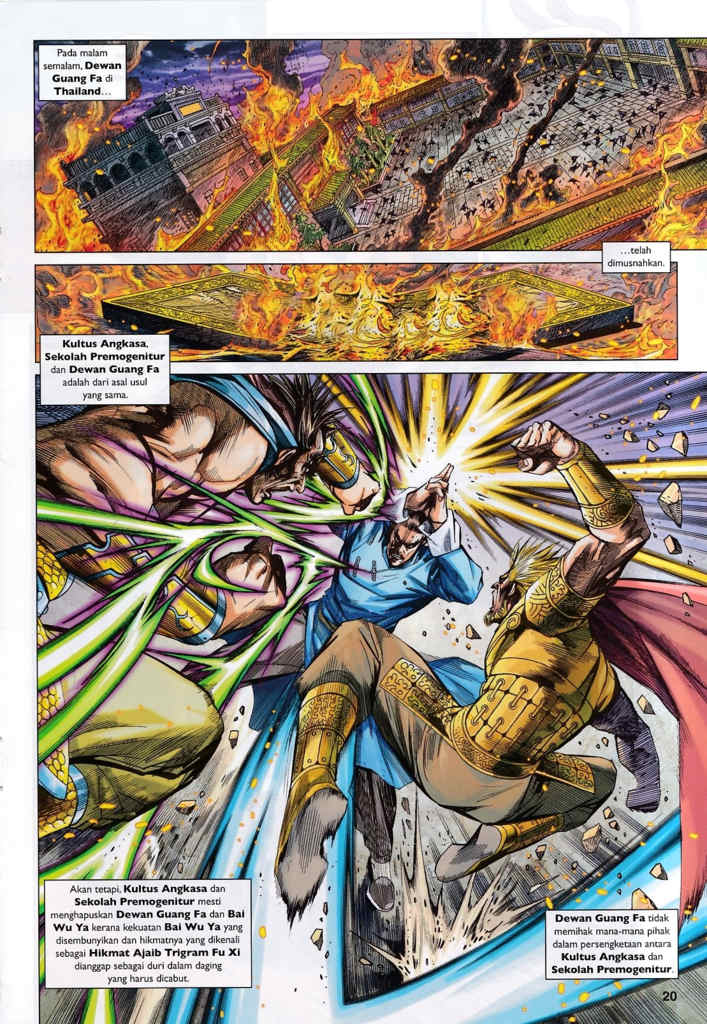 Pada malam
semalam, Dewan
Guang Fa di
Thailand...
...telah
dimusnahkan.
Kultus Angkasa,
Sekolah Premogenitur
dan Dewan Guang Fa
adalah dari asal usul
yang sama.
Akan tetapi, Kultus Angkasa dan
Sekolah Premogenitur mesti
menghapuskan Dewan Guang Fa dan Bai
Wu Ya kerana kekuatan Bai Wu Ya yang
disembunyikan dan hikmatnya yang dikenali
sebagai Hikmat Ajaib Trigram Fu Xi
dianggap sebagai duri dalam daging
yang harus dicabut.
Dewan Guang Fa tidak
memihak mana-mana pihak
dalam persengketaan antara
Kultus Angkasa dan
Sekolah Premogenitur.
20